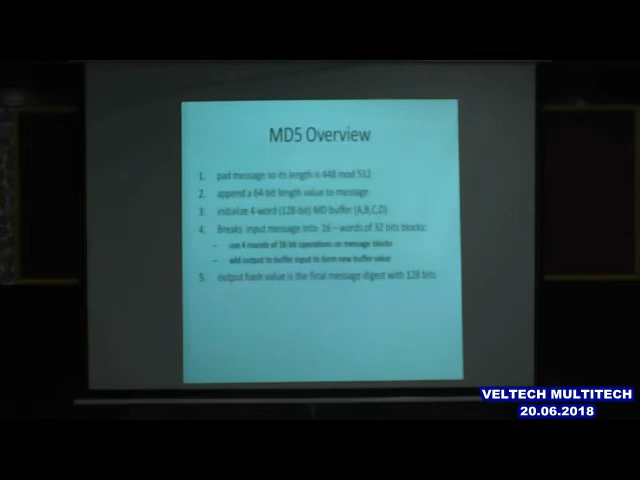 MD5 Overview
1. pad message so its length is 448 mod 512
2. append a 64-bit length value to message
3. initialize 4-word (128-bit) MD buffer (A,B,C,D)
4. Breaks input message into 16 – words of 32 bits blocks:
– use 4 rounds of 16 bit operations on message blocks
– add output to buffer input to form new buffer value
5. output hash value is the final message digest with 128 bits
VELTECH MULTITECH
20.06.2018